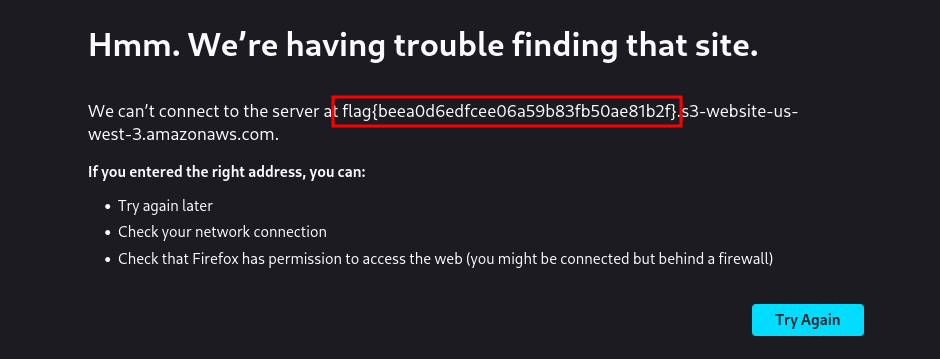 Hmm. We’re having trouble finding that site.
We can’t connect to the server at flag{beea0d6edfcee06a59b83fb50ae81b2f}.s3-website-us-
west-3.amazonaws.com.
If you entered the right address, you can:
• Try again later
• Check your network connection
• Check that Firefox has permission to access the web (you might be connected but behind a firewall)
Try Again